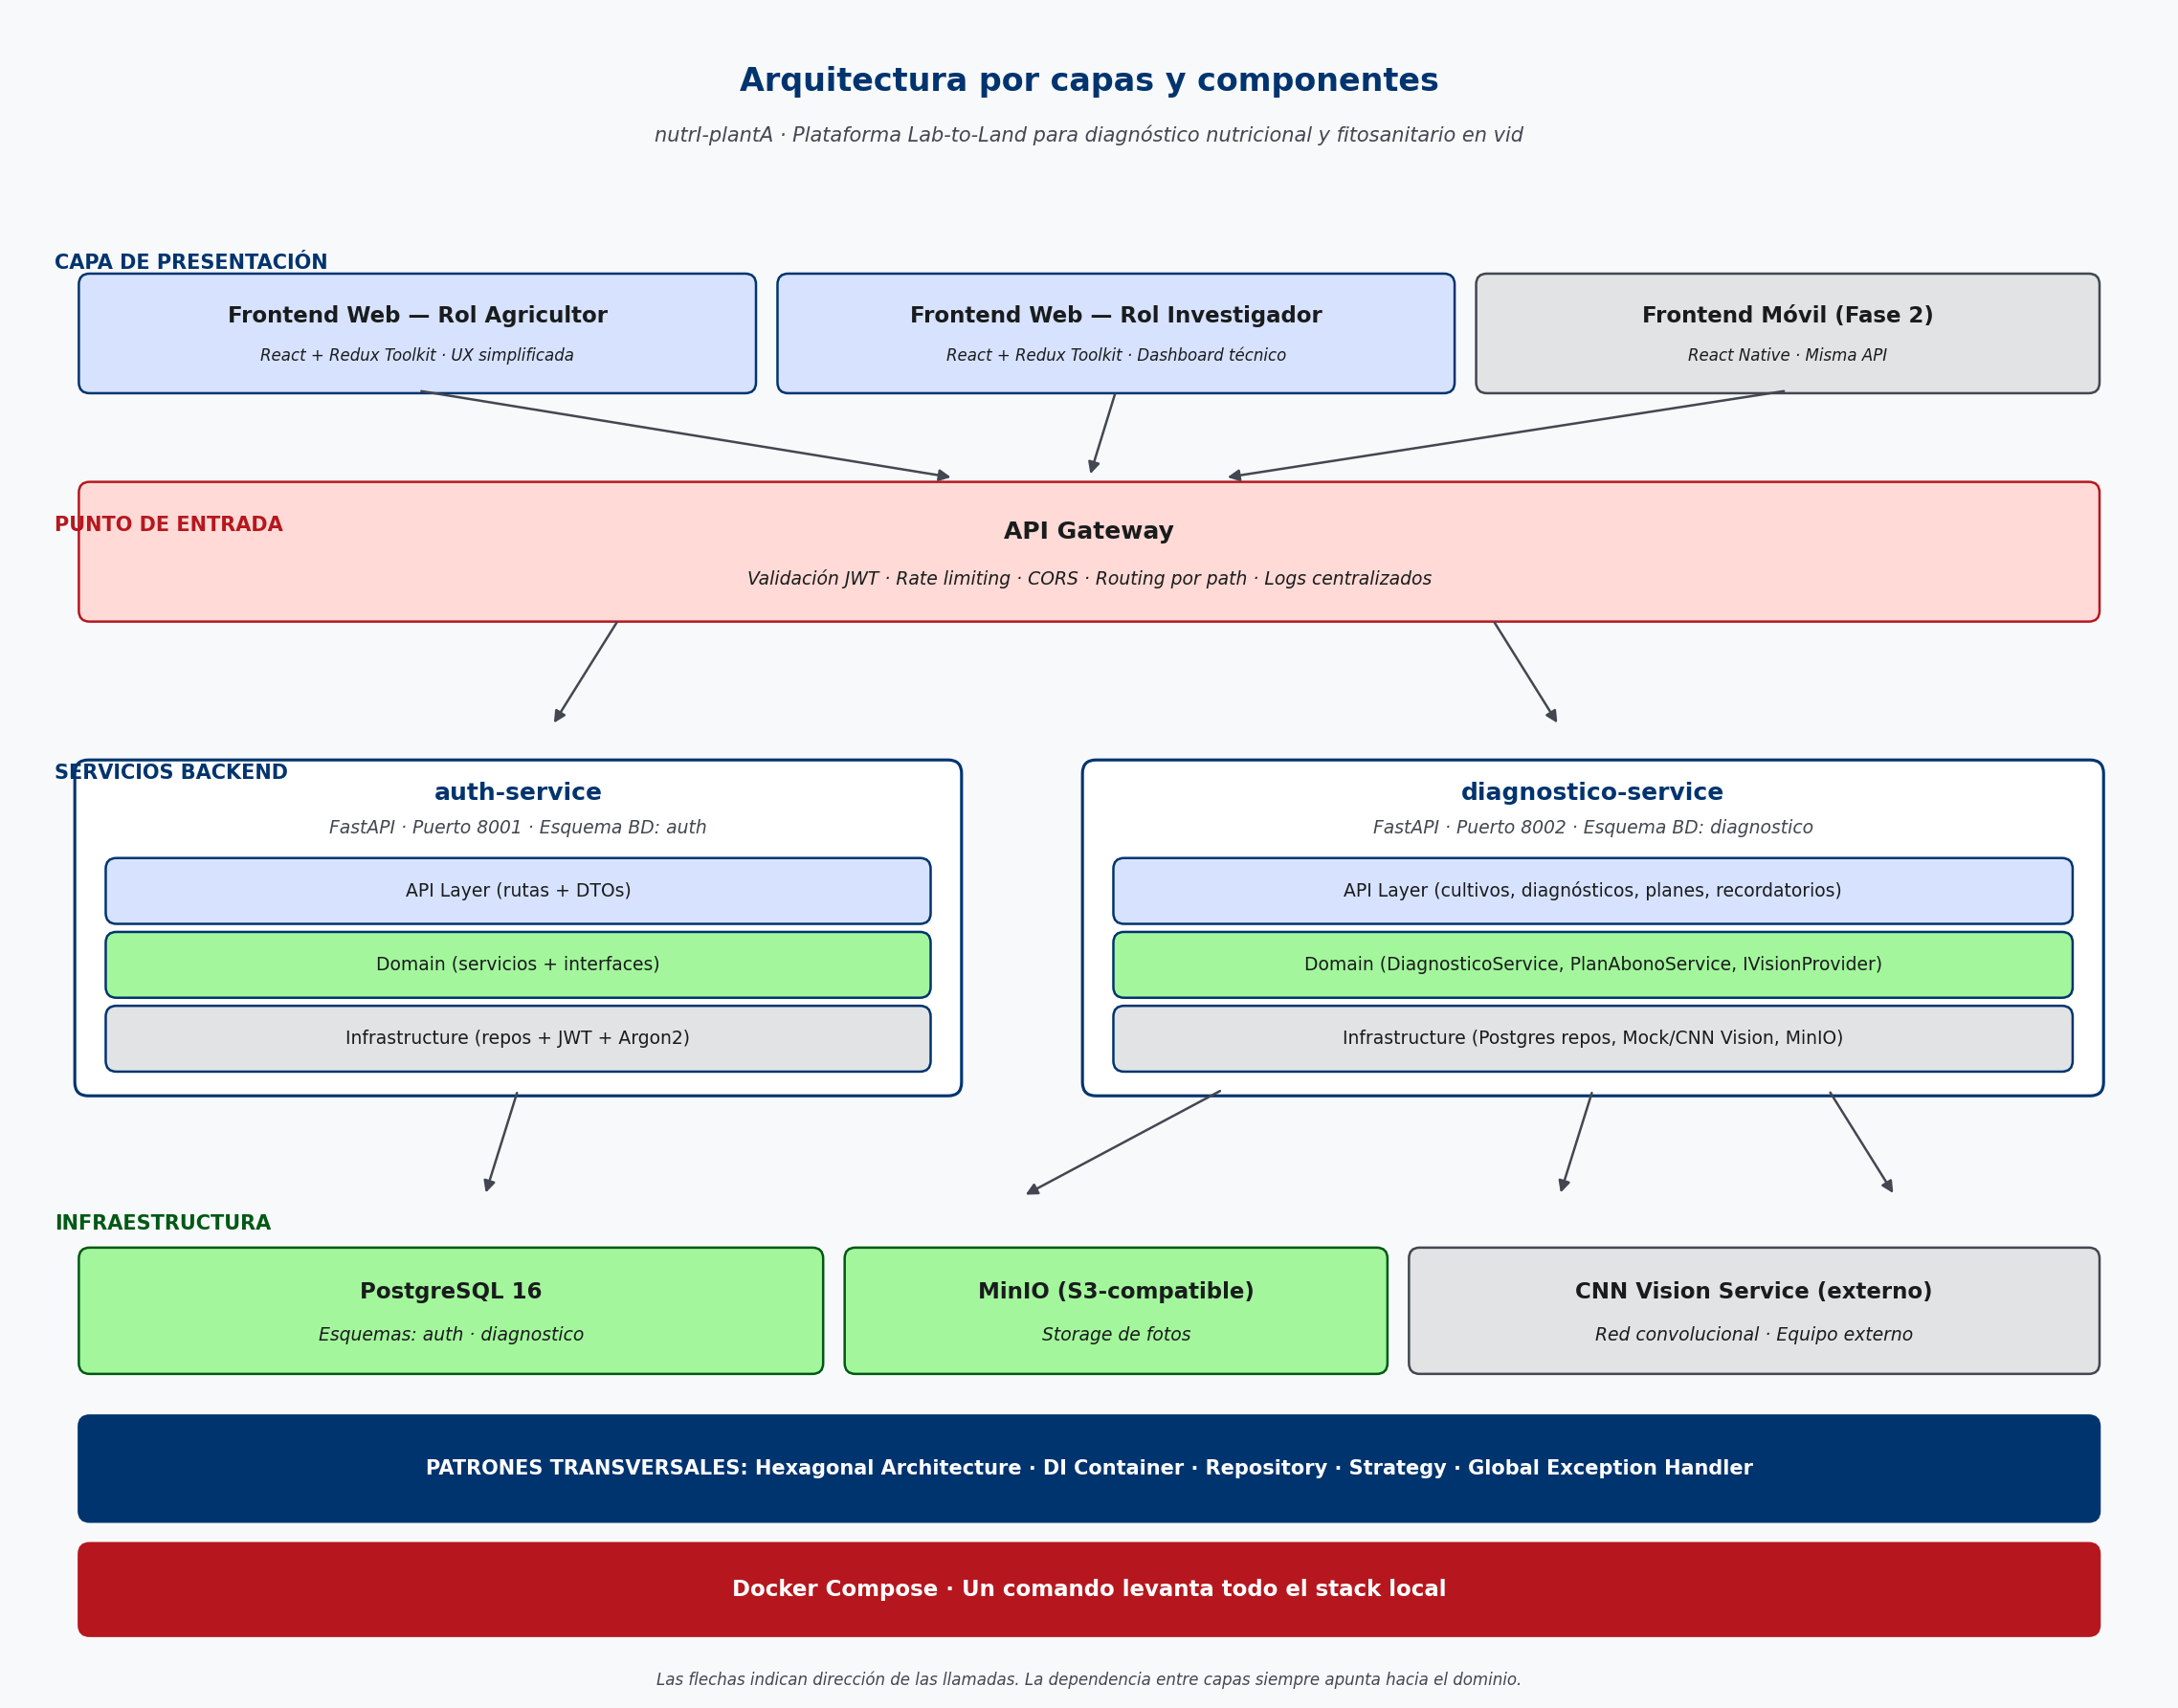 Arquitectura por capas y componentes
nutrI-plantA · Plataforma Lab-to-Land para diagnóstico nutricional y fitosanitario en vid
CAPA DE PRESENTACIÓN
Frontend Web — Rol Agricultor
React + Redux Toolkit · UX simplificada
Frontend Web — Rol Investigador
React + Redux Toolkit · Dashboard técnico
Frontend Móvil (Fase 2)
React Native · Misma API
PUNTO DE ENTRADA
API Gateway
Validación JWT · Rate limiting · CORS · Routing por path · Logs centralizados
SERVICIOS BACKEND
auth-service
FastAPI · Puerto 8001 · Esquema BD: auth
API Layer (rutas + DTOs)
Domain (servicios + interfaces)
Infrastructure (repos + JWT + Argon2)
diagnostico-service
FastAPI · Puerto 8002 · Esquema BD: diagnostico
API Layer (cultivos, diagnósticos, planes, recordatorios)
Domain (DiagnosticoService, PlanAbonoService, IVisionProvider)
Infrastructure (Postgres repos, Mock/CNN Vision, MinIO)
INFRAESTRUCTURA
PostgreSQL 16
Esquemas: auth · diagnostico
MinIO (S3-compatible)
Storage de fotos
CNN Vision Service (externo)
Red convolucional · Equipo externo
PATRONES TRANSVERSALES: Hexagonal Architecture · DI Container · Repository · Strategy · Global Exception Handler
Docker Compose · Un comando levanta todo el stack local
Las flechas indican dirección de las llamadas. La dependencia entre capas siempre apunta hacia el dominio.